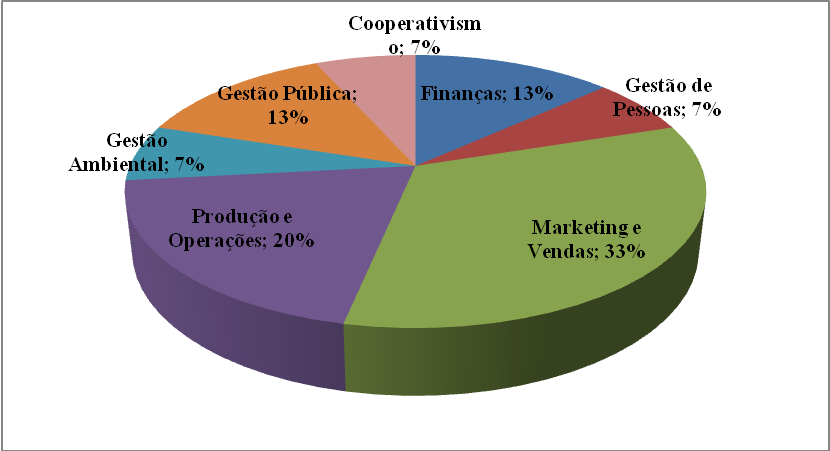 Cooperativism
o; 7%
Finanças; 13%
Gestão de
Pessoas; 7%
Marketing e
Vendas; 33%
Produção e
Operações; 20%
Gestão
Ambiental; 7%
Gestão Pública;
13%